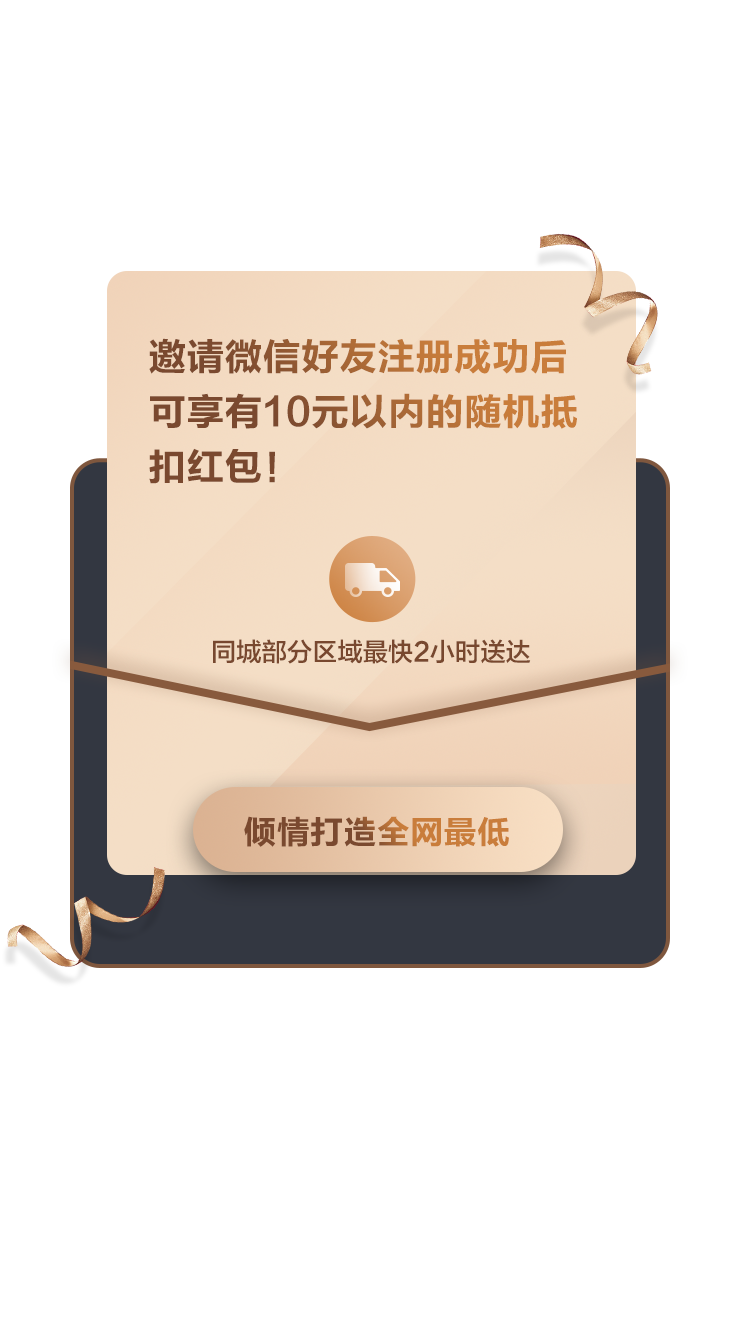 邀请微信好友注册成功后
可享有10元以内的随机抵
扣红包！
同城部分区域最快2小时送达
倾情打造全网最低